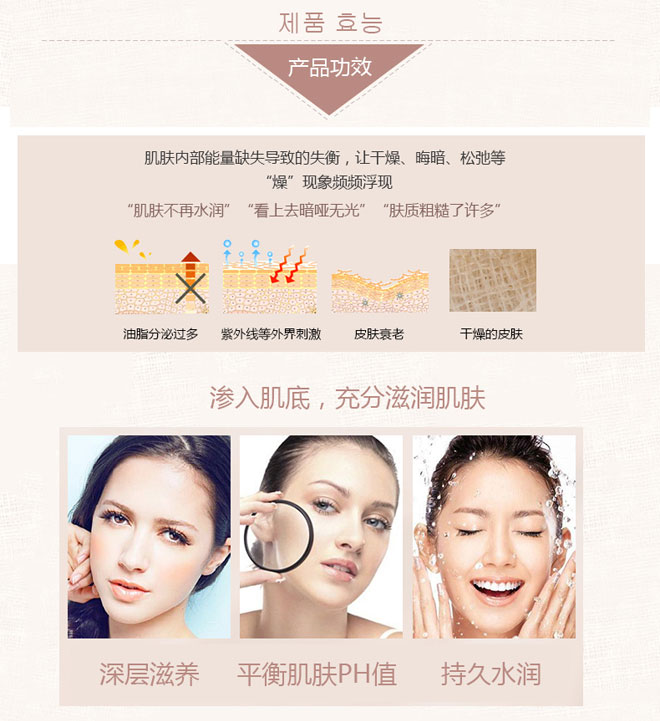 제품 효능
产品功效
肌肤内部能量缺失导致的失衡，让干燥、晦暗、松弛等
“燥”现象频频浮现
“肌肤不再水润” “看上去暗哑无光” “肤质粗糙了许多”
油脂分泌过多 紫外线等外界刺激 皮肤衰老 干燥的皮肤
渗入肌底，充分滋润肌肤
深层滋养 平衡肌肤PH值 持久水润